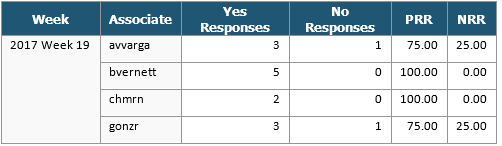 Week Associate Yes Responses No Responses PRR NRR
2017 Week 19 avvarga 3 1 75.00 25.00
bvernett 5 0 100.00 0.00
chmrn 2 0 100.00 0.00
gonzr 3 1 75.00 25.00